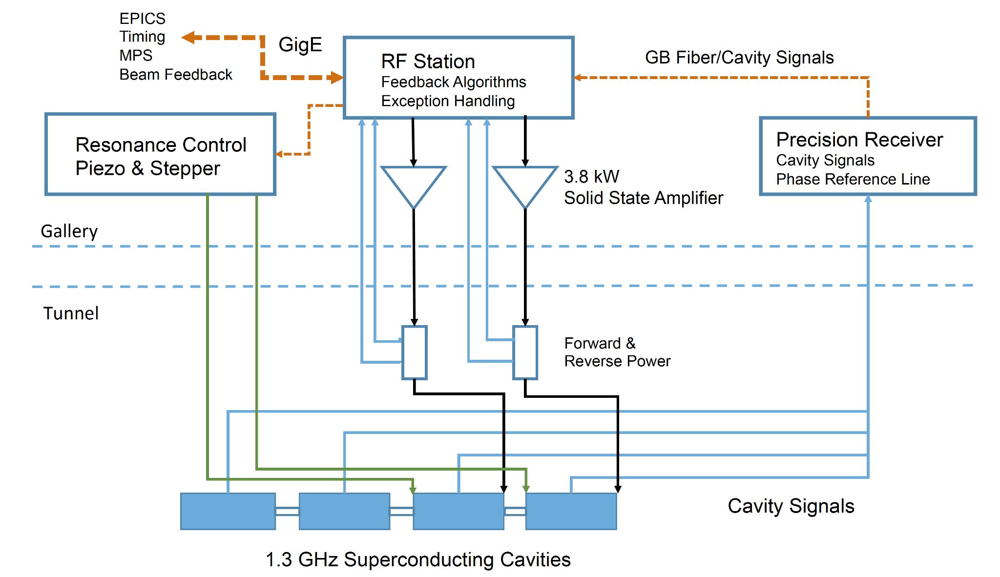 EPICS
Timing
MPS
Beam Feedback
GigE
RF Station
Feedback Algorithms
Exception Handling
GB Fiber/Cavity Signals
Resonance Control
Piezo & Stepper
Precision Receiver
Cavity Signals
Phase Reference Line
3.8 kW
Solid State Amplifier
Gallery
Tunnel
Forward &
Reverse Power
Cavity Signals
1.3 GHz Superconducting Cavities